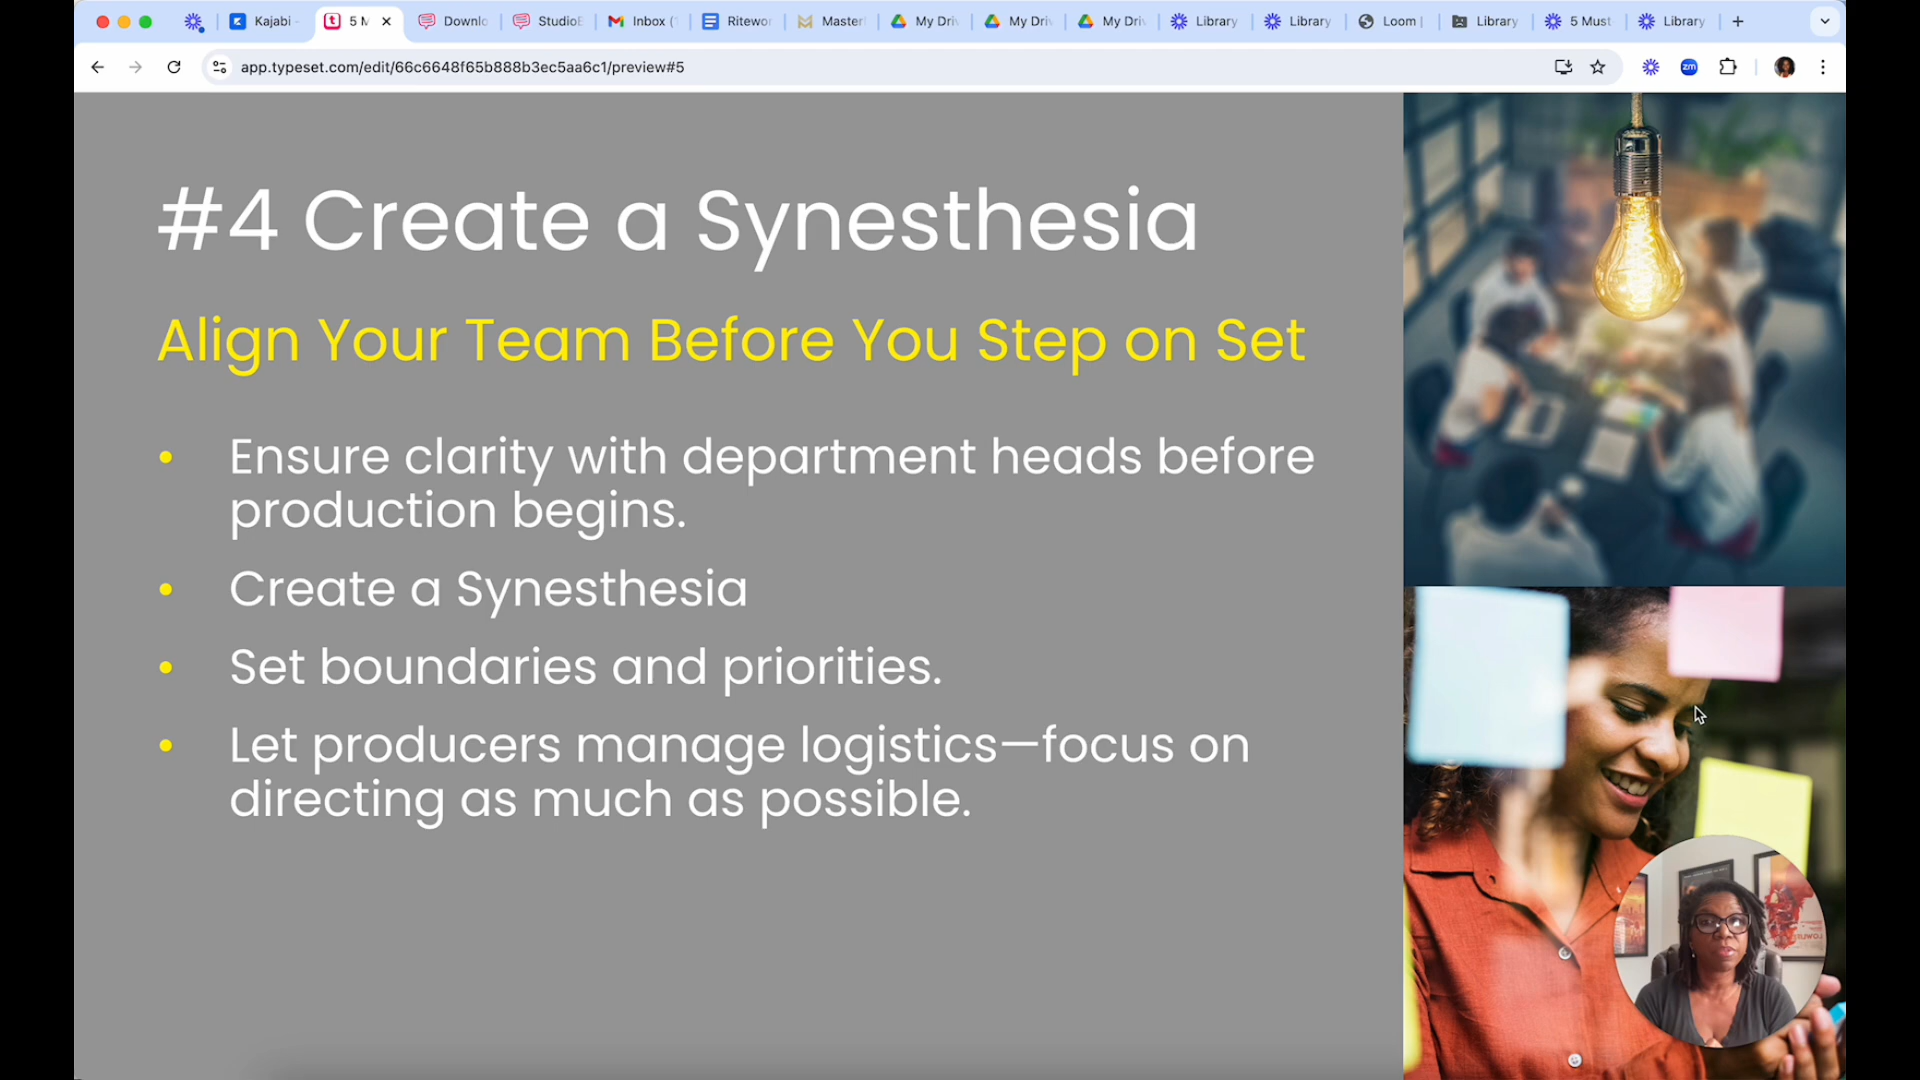 Kajabi -
5 M
Downlo
StudioE
Inbox (
Ritewor
Master
My Driv
My Driv
My Driv
Library
Library
Loom |
Library
5 Must-
Library
app.typeset.com/edit/66c6648f65b888b3ec5aa6c1/preview#5
zm
#4 Create a Synesthesia
Align Your Team Before You Step on Set
• Ensure clarity with department heads before
production begins.
• Create a Synesthesia
• Set boundaries and priorities.
• Let producers manage logistics—focus on
directing as much as possible.